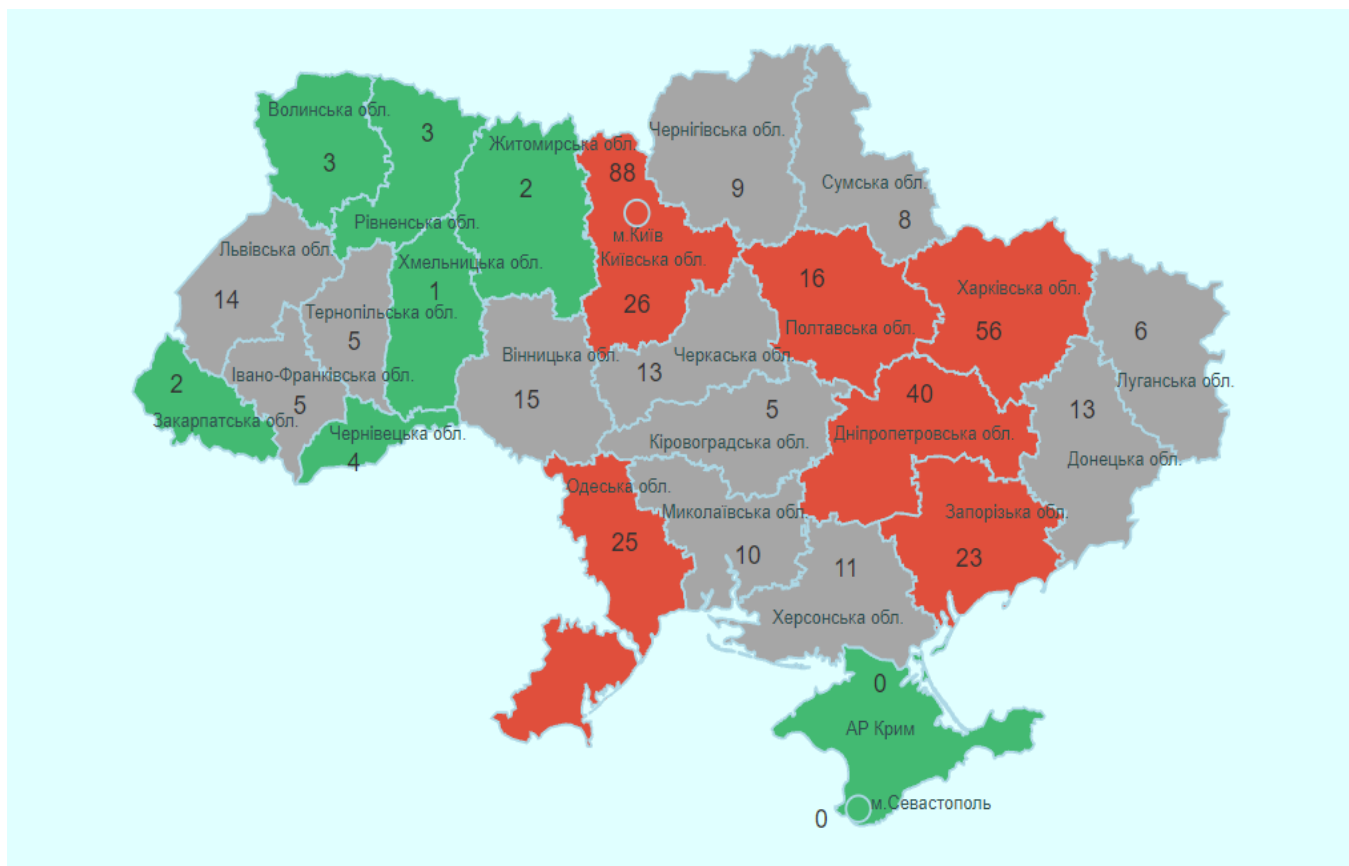 Волинська обл.
3
3
Рівненська обл.
Житомирська обл.
2
88
м.Київ
Київська обл.
26
Чернігівська обл.
9
Сумська обл.
8
Львівська обл.
14
Тернопільська обл.
5
Хмельницька обл.
1
Івано-Франківська обл.
5
2
Закарпатська обл.
Чернівецька обл.
4
Вінницька обл.
15
Черкаська обл.
13
5
Кіровоградська обл.
16
Полтавська обл.
Харківська обл.
56
6
Луганська обл.
13
Донецька обл.
40
Дніпропетровська обл.
Запорізька обл.
23
Одеська обл.
25
Миколаївська обл.
10
11
Херсонська обл.
0
АР Крим
м.Севастополь
0